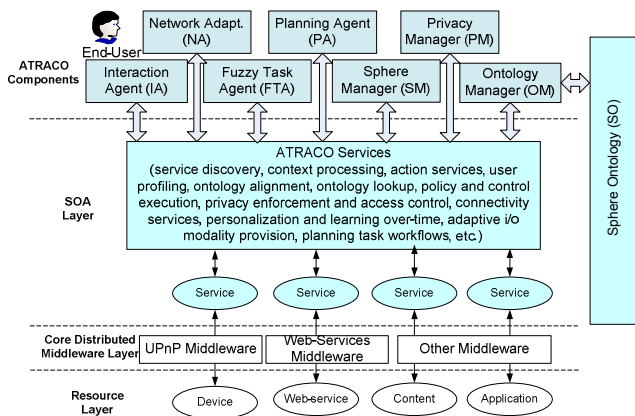 Network Adapt.
(NA)
Planning Agent
(PA)
Privacy
Manager (PM)
End-User
ATRACO
Components
Interaction
Agent (IA)
Fuzzy Task
Agent (FTA)
Sphere
Manager (SM)
Ontology
Manager (OM)
Sphere Ontology (SO)
SOA
Layer
ATRACO Services
(service discovery, context processing, action services, user
profiling, ontology alignment, ontology lookup, policy and control
execution, privacy enforcement and access control, connectivity
services, personalization and learning over-time, adaptive i/o
modality provision, planning task workflows, etc.)
Service
Service
Service
Service
Core Distributed
Middleware Layer
UPnP Middleware
Web-Services
Middleware
Other Middleware
Resource
Layer
Device
Web-service
Content
Application